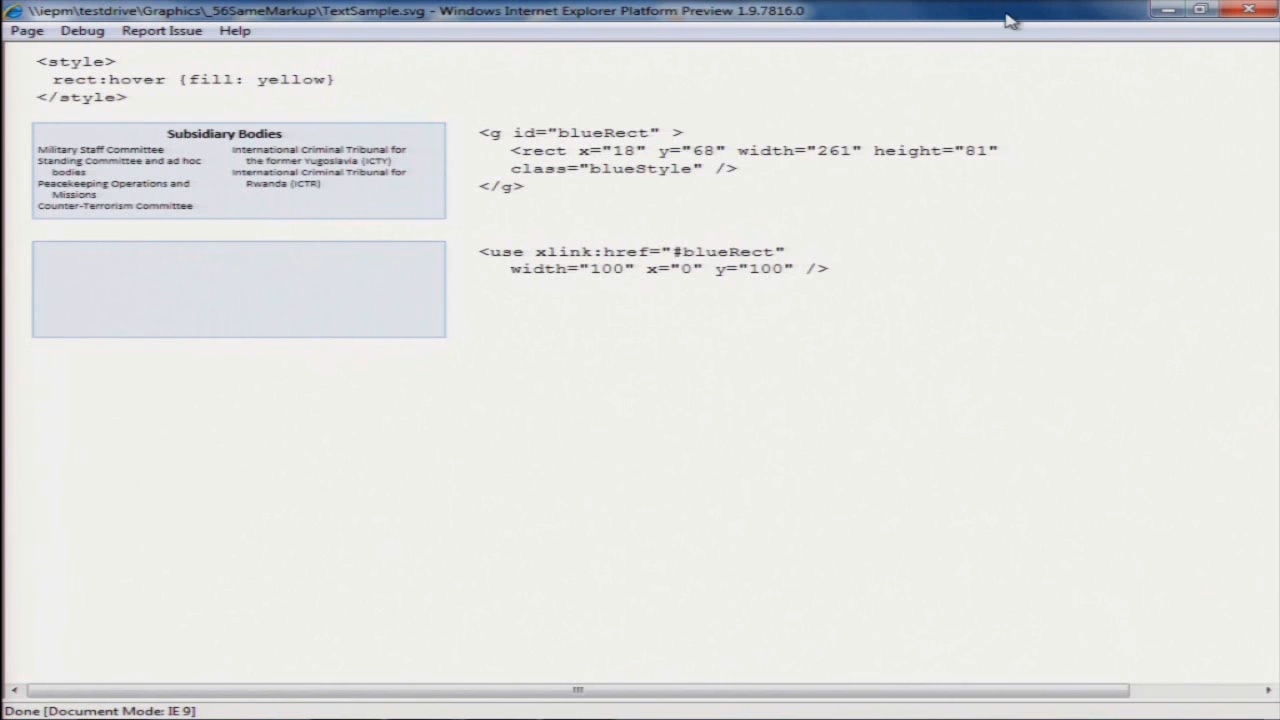 \\iepm\testdrive\Graphics\_56SameMarkup\TextSample.svg - Windows Internet Explorer Platform Preview 1.9.7816.0
Page Debug Report Issue Help
<style>
rect:hover {fill: yellow}
</style>
Subsidiary Bodies
Military Staff Committee
Standing Committee and ad hoc
bodies
Peacekeeping Operations and
Missions
Counter-Terrorism Committee
International Criminal Tribunal for
the former Yugoslavia (ICTY)
International Criminal Tribunal for
Rwanda (ICTR)
<g id="blueRect" >
<rect x="18" y="68" width="261" height="81"
class="blueStyle" />
</g>
<use xlink:href="#blueRect"
width="100" x="0" y="100" />
Done [Document Mode: IE 9]